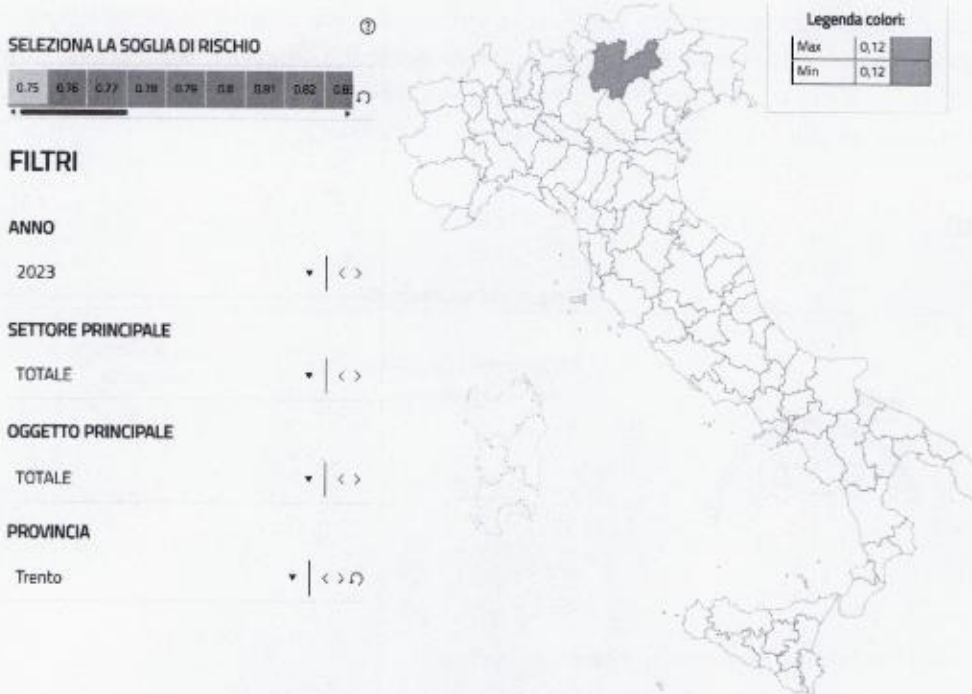 SELEZIONA LA SOGLIA DI RISCHIO
0.75 0.76 0.77 0.78 0.79 0.8 0.81 0.82
FILTRI
ANNO
2023
SETTORE PRINCIPALE
TOTALE
OGGETTO PRINCIPALE
TOTALE
PROVINCIA
Trento
Legenda colori:
Max 0,12
Min 0,12